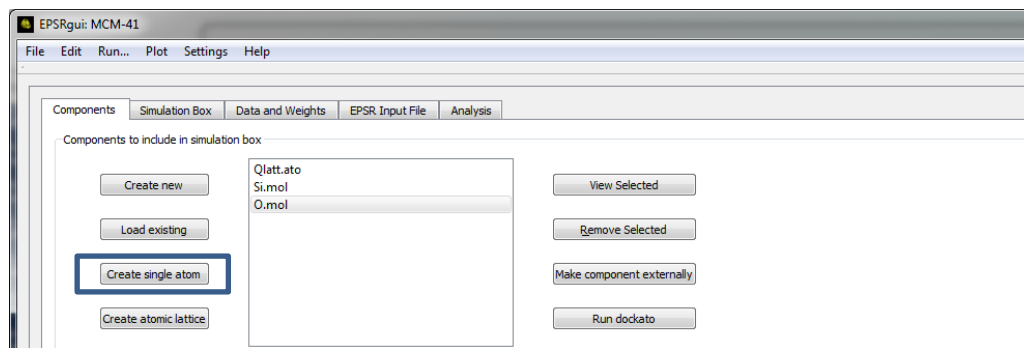 EPSRgui: MCM-41
File Edit Run... Plot Settings Help
Components Simulation Box Data and Weights EPSR Input File Analysis
Components to include in simulation box
Create new
Load existing
Create single atom
Create atomic lattice
Qlatt.ato
Si.mol
O.mol
View Selected
Remove Selected
Make component externally
Run dockato